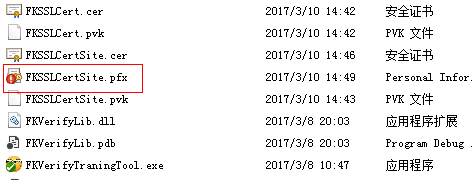 FKSSLCert.cer 2017/3/10 14:42 安全证书
FKSSLCert.pvk 2017/3/10 14:42 PVK 文件
FKSSLCertSite.cer 2017/3/10 14:46 安全证书
FKSSLCertSite.pfx 2017/3/10 14:49 Personal Infor.
FKSSLCertSite.pvk 2017/3/10 14:43 PVK 文件
FKVerifyLib.dll 2017/3/8 20:03 应用程序扩展
FKVerifyLib.pdb 2017/3/8 20:03 Program Debug .
FKVerifyTraningTool.exe 2017/3/8 10:47 应用程序